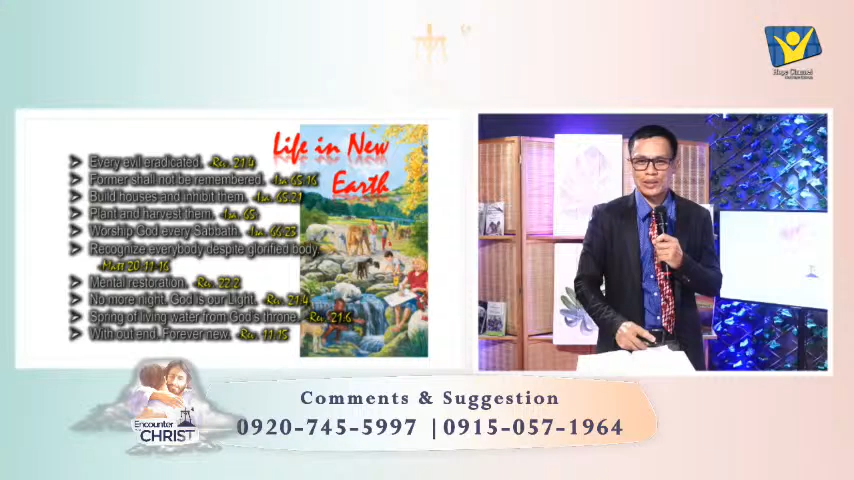 Hope Channel
Life in New
Earth
Every evil eradicated. -Rev. 21:4
Former shall not be remembered. -Isa 65:16
Build houses and inhibit them. -Isa. 65:21
Plant and harvest them. -Isa. 65:
Worship God every Sabbath. -Isa. 66:23
Recognize everybody despite glorified body.
-Matt 20:11-16
Mental restoration. -Rev. 22:2
No more night. God is our Light. -Rev. 21:4
Spring of living water from God's throne. -Rev. 21:6
With out end. Forever new. -Rev. 11:15
Encounter
CHRIST
Comments & Suggestion
0920-745-5997 |0915-057-1964